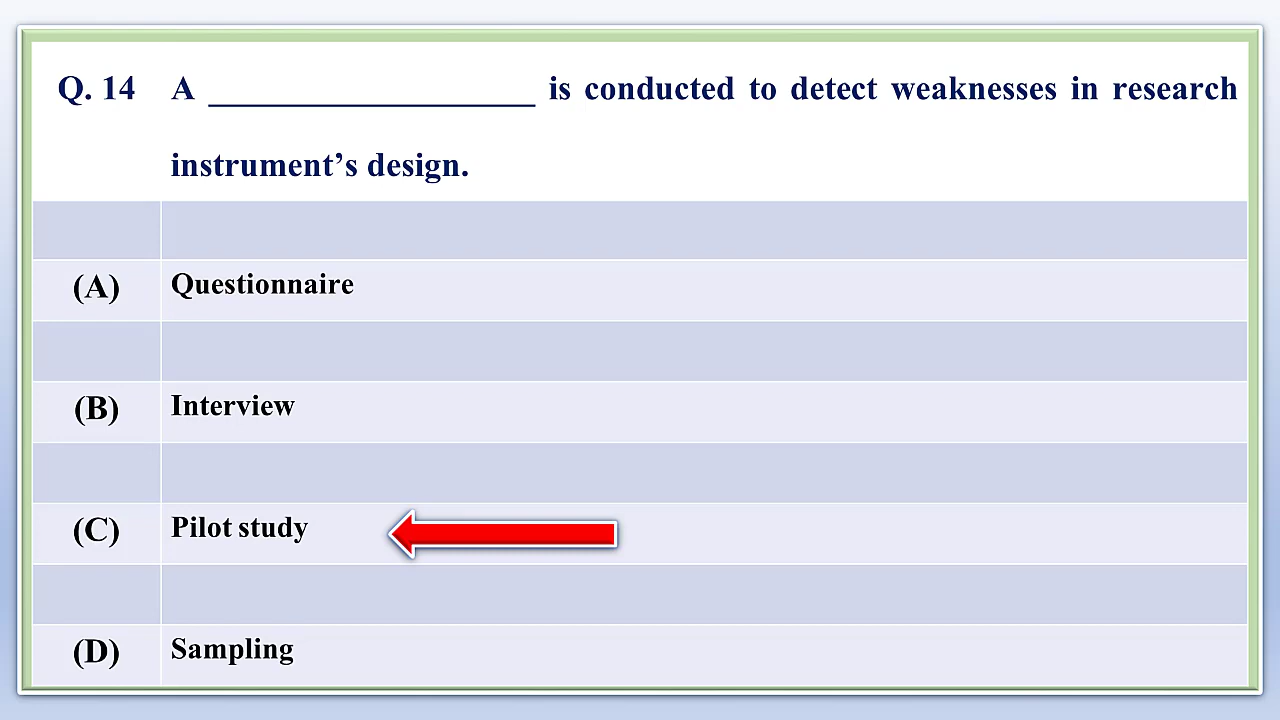 Q. 14 A ____________________ is conducted to detect weaknesses in research
instrument’s design.
(A) Questionnaire
(B) Interview
(C) Pilot study
(D) Sampling